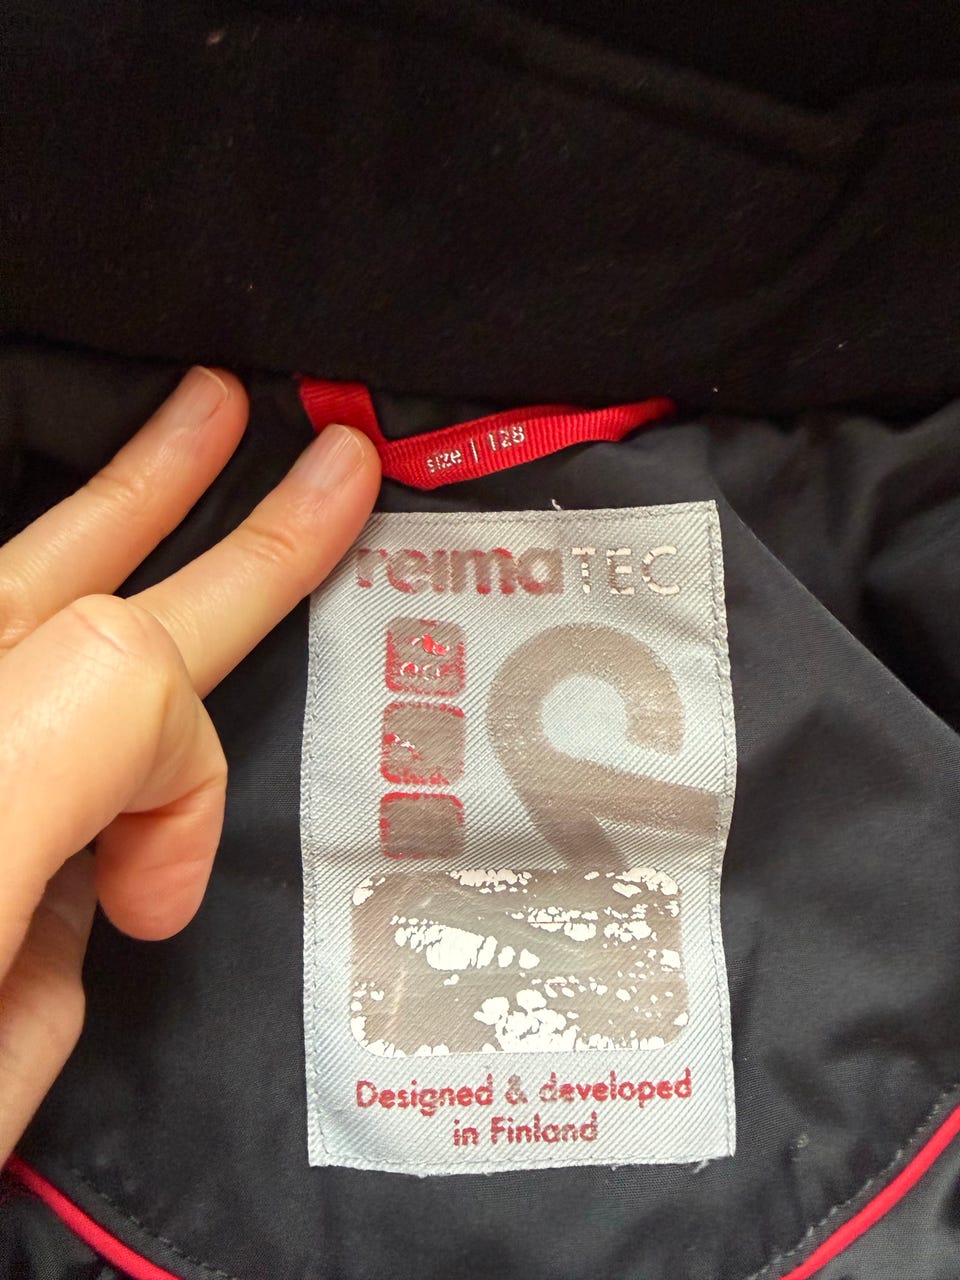 size | 128
reimaTEC
Designed & developed
in Finland